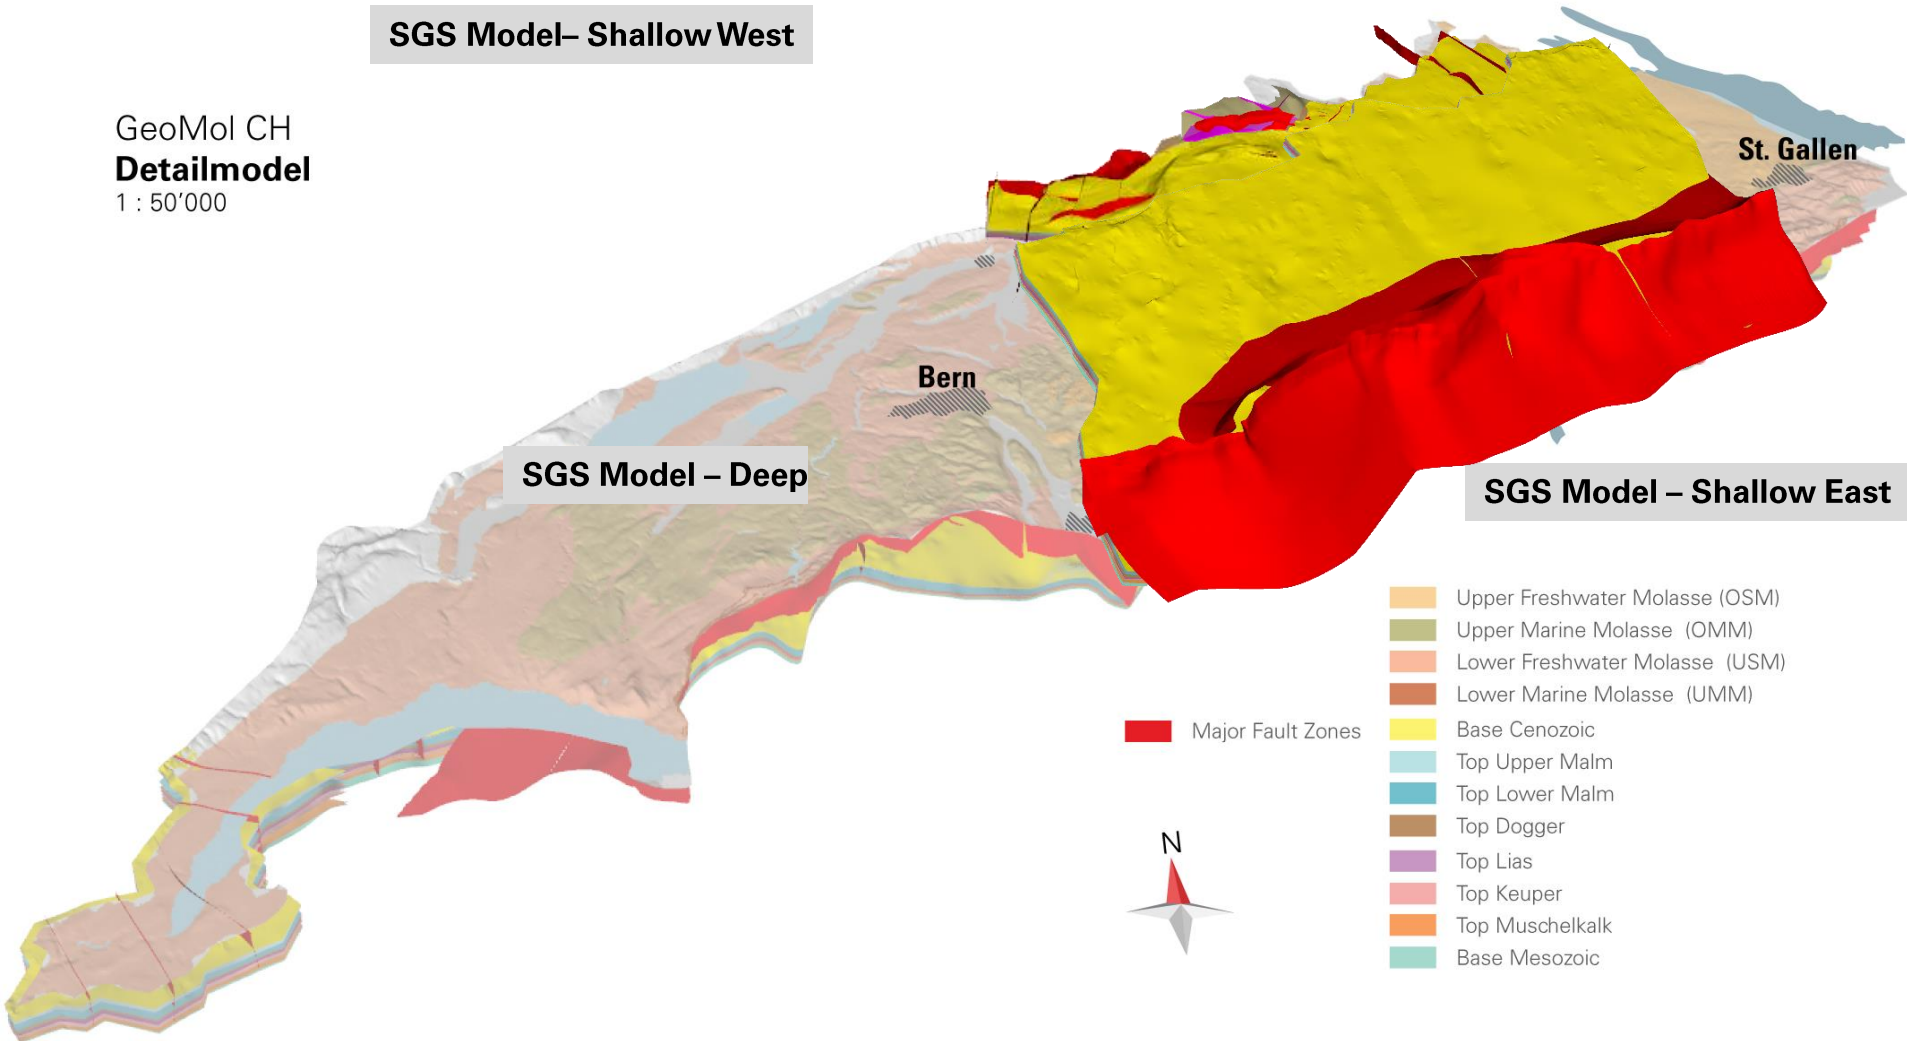 SGS Model– Shallow West
GeoMol CH
Detailmodel
1 : 50’000
St. Gallen
Bern
SGS Model – Deep
SGS Model – Shallow East
Upper Freshwater Molasse (OSM)
Upper Marine Molasse (OMM)
Lower Freshwater Molasse (USM)
Lower Marine Molasse (UMM)
Major Fault Zones
Base Cenozoic
Top Upper Malm
Top Lower Malm
Top Dogger
Top Lias
Top Keuper
Top Muschelkalk
Base Mesozoic
N